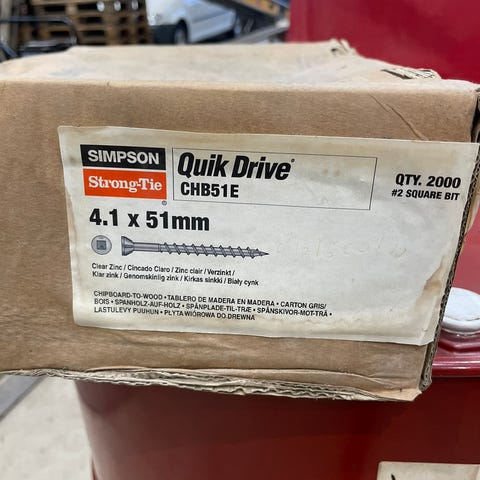 SIMPSON
Strong-Tie
Quik Drive®
CHB51E
QTY. 2000
#2 SQUARE BIT
4.1 x 51mm
Clear Zinc / Cincado Claro / Zinc clair / Verzinkt /
Klar zink / Genomskinlig zink / Kirkas sinkki / Biały cynk
CHIPBOARD-TO-WOOD • TABLERO DE MADERA EN MADERA • CARTON GRIS/
BOIS • SPANHOLZ-AUF-HOLZ • SPÅNPLADE-TIL-TRÆ • SPÅNSKIVOR-MOT-TRÄ •
LASTULEVTY PUUHUN • PŁYTA WIÓROWA DO DREWNA